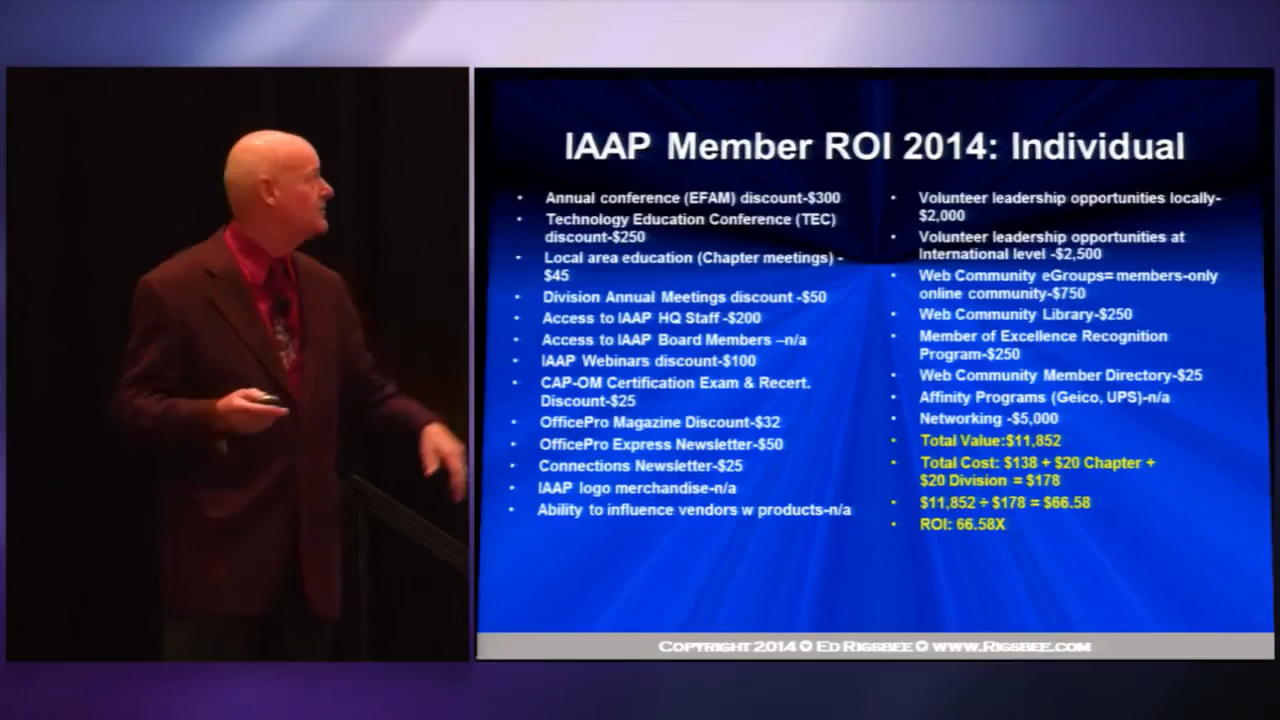 IAAP Member ROI 2014: Individual
• Annual conference (EFAM) discount-$300
• Technology Education Conference (TEC)
discount-$250
• Local area education (Chapter meetings) -
$45
• Division Annual Meetings discount -$50
• Access to IAAP HQ Staff -$200
• Access to IAAP Board Members –n/a
• IAAP Webinars discount-$100
• CAP-OM Certification Exam & Recert.
Discount-$25
• OfficePro Magazine Discount-$32
• OfficePro Express Newsletter-$50
• Connections Newsletter-$25
• IAAP logo merchandise-n/a
• Ability to influence vendors w products-n/a
• Volunteer leadership opportunities locally-
$2,000
• Volunteer leadership opportunities at
International level -$2,500
• Web Community eGroups= members-only
online community-$750
• Web Community Library-$250
• Member of Excellence Recognition
Program-$250
• Web Community Member Directory-$25
• Affinity Programs (Geico, UPS)-n/a
• Networking -$5,000
• Total Value:$11,852
• Total Cost: $138 + $20 Chapter +
$20 Division = $178
• $11,852 ÷ $178 = $66.58
• ROI: 66.58X
Copyright 2014 ✪ Ed Rigsbee ✪ www.Rigsbee.com